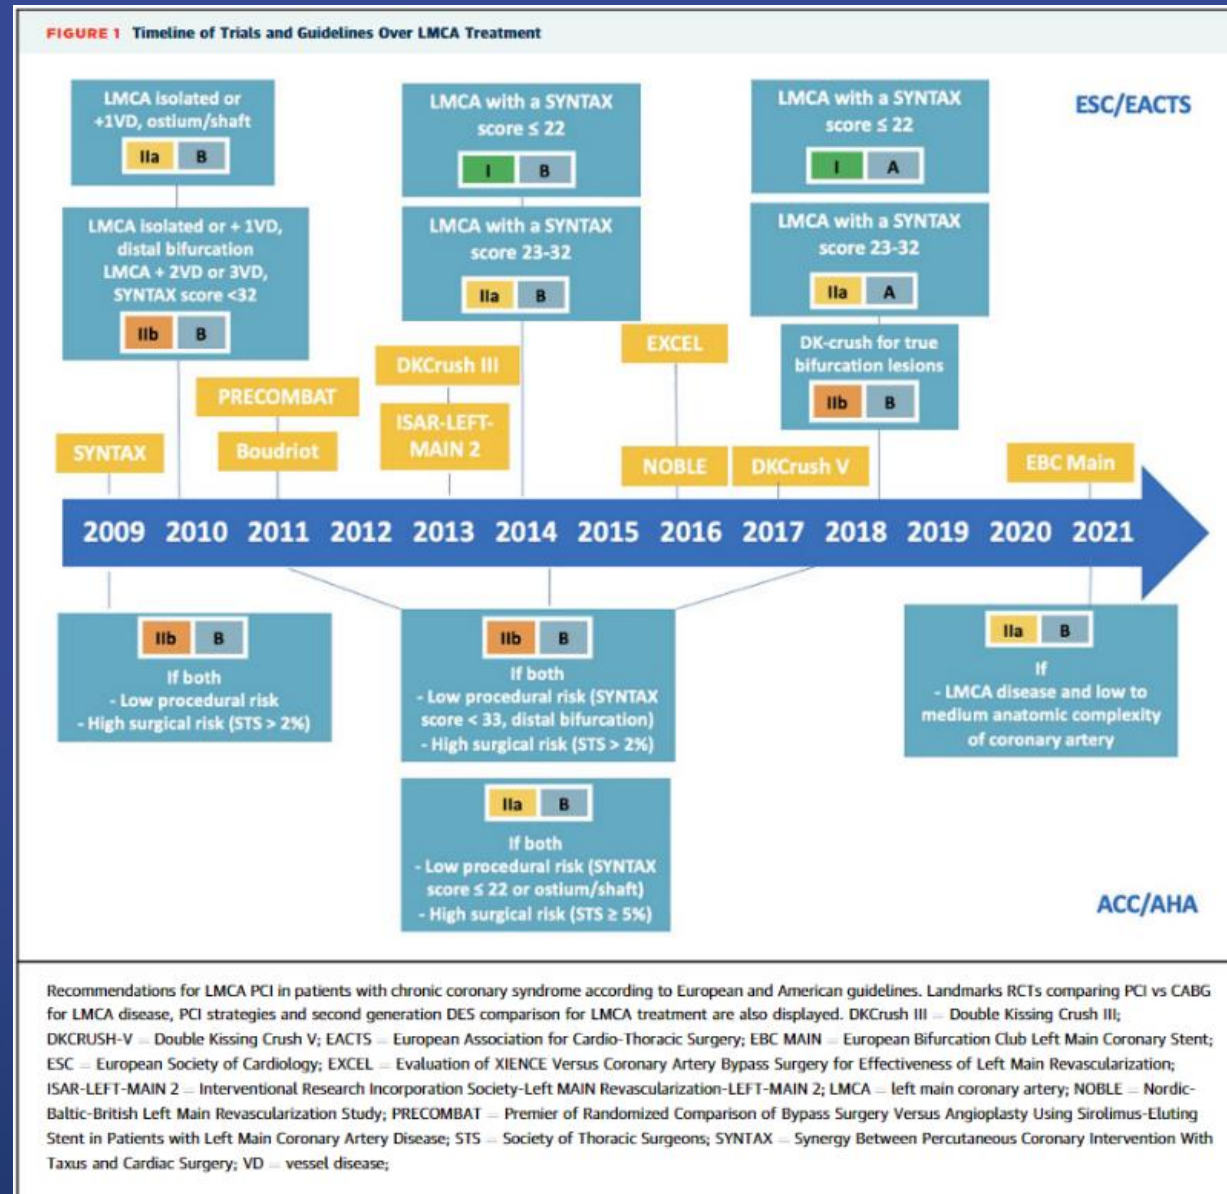 FIGURE 1 Timeline of Trials and Guidelines Over LMCA Treatment
ESC/EACTS
LMCA isolated or
+1VD, ostium/shaft
IIa B
LMCA isolated or + 1VD,
distal bifurcation
LMCA + 2VD or 3VD,
SYNTAX score <32
IIb B
LMCA with a SYNTAX
score ≤ 22
I B
LMCA with a SYNTAX
score 23-32
IIa B
LMCA with a SYNTAX
score ≤ 22
I A
LMCA with a SYNTAX
score 23-32
IIa A
DK-crush for true
bifurcation lesions
IIb B
SYNTAX
PRECOMBAT
Boudriot
DKCrush III
ISAR-LEFT-
MAIN 2
EXCEL
NOBLE
DKCrush V
EBC Main
2009 2010 2011 2012 2013 2014 2015 2016 2017 2018 2019 2020 2021
IIb B
If both
- Low procedural risk
- High surgical risk (STS > 2%)
IIb B
If both
- Low procedural risk (SYNTAX
score < 33, distal bifurcation)
- High surgical risk (STS > 2%)
IIa B
If both
- Low procedural risk (SYNTAX
score ≤ 22 or ostium/shaft)
- High surgical risk (STS ≥ 5%)
IIa B
If
- LMCA disease and low to
medium anatomic complexity
of coronary artery
ACC/AHA
Recommendations for LMCA PCI in patients with chronic coronary syndrome according to European and American guidelines. Landmarks RCTs comparing PCI vs CABG
for LMCA disease, PCI strategies and second generation DES comparison for LMCA treatment are also displayed. DKCrush III = Double Kissing Crush III;
DKCRUSH-V = Double Kissing Crush V; EACTS = European Association for Cardio-Thoracic Surgery; EBC MAIN = European Bifurcation Club Left Main Coronary Stent;
ESC = European Society of Cardiology; EXCEL = Evaluation of XIENCE Versus Coronary Artery Bypass Surgery for Effectiveness of Left Main Revascularization;
ISAR-LEFT-MAIN 2 = Interventional Research Incorporation Society-Left MAIN Revascularization-LEFT-MAIN 2; LMCA = left main coronary artery; NOBLE = Nordic-
Baltic-British Left Main Revascularization Study; PRECOMBAT = Premier of Randomized Comparison of Bypass Surgery Versus Angioplasty Using Sirolimus-Eluting
Stent in Patients with Left Main Coronary Artery Disease; STS = Society of Thoracic Surgeons; SYNTAX = Synergy Between Percutaneous Coronary Intervention With
Taxus and Cardiac Surgery; VD = vessel disease;